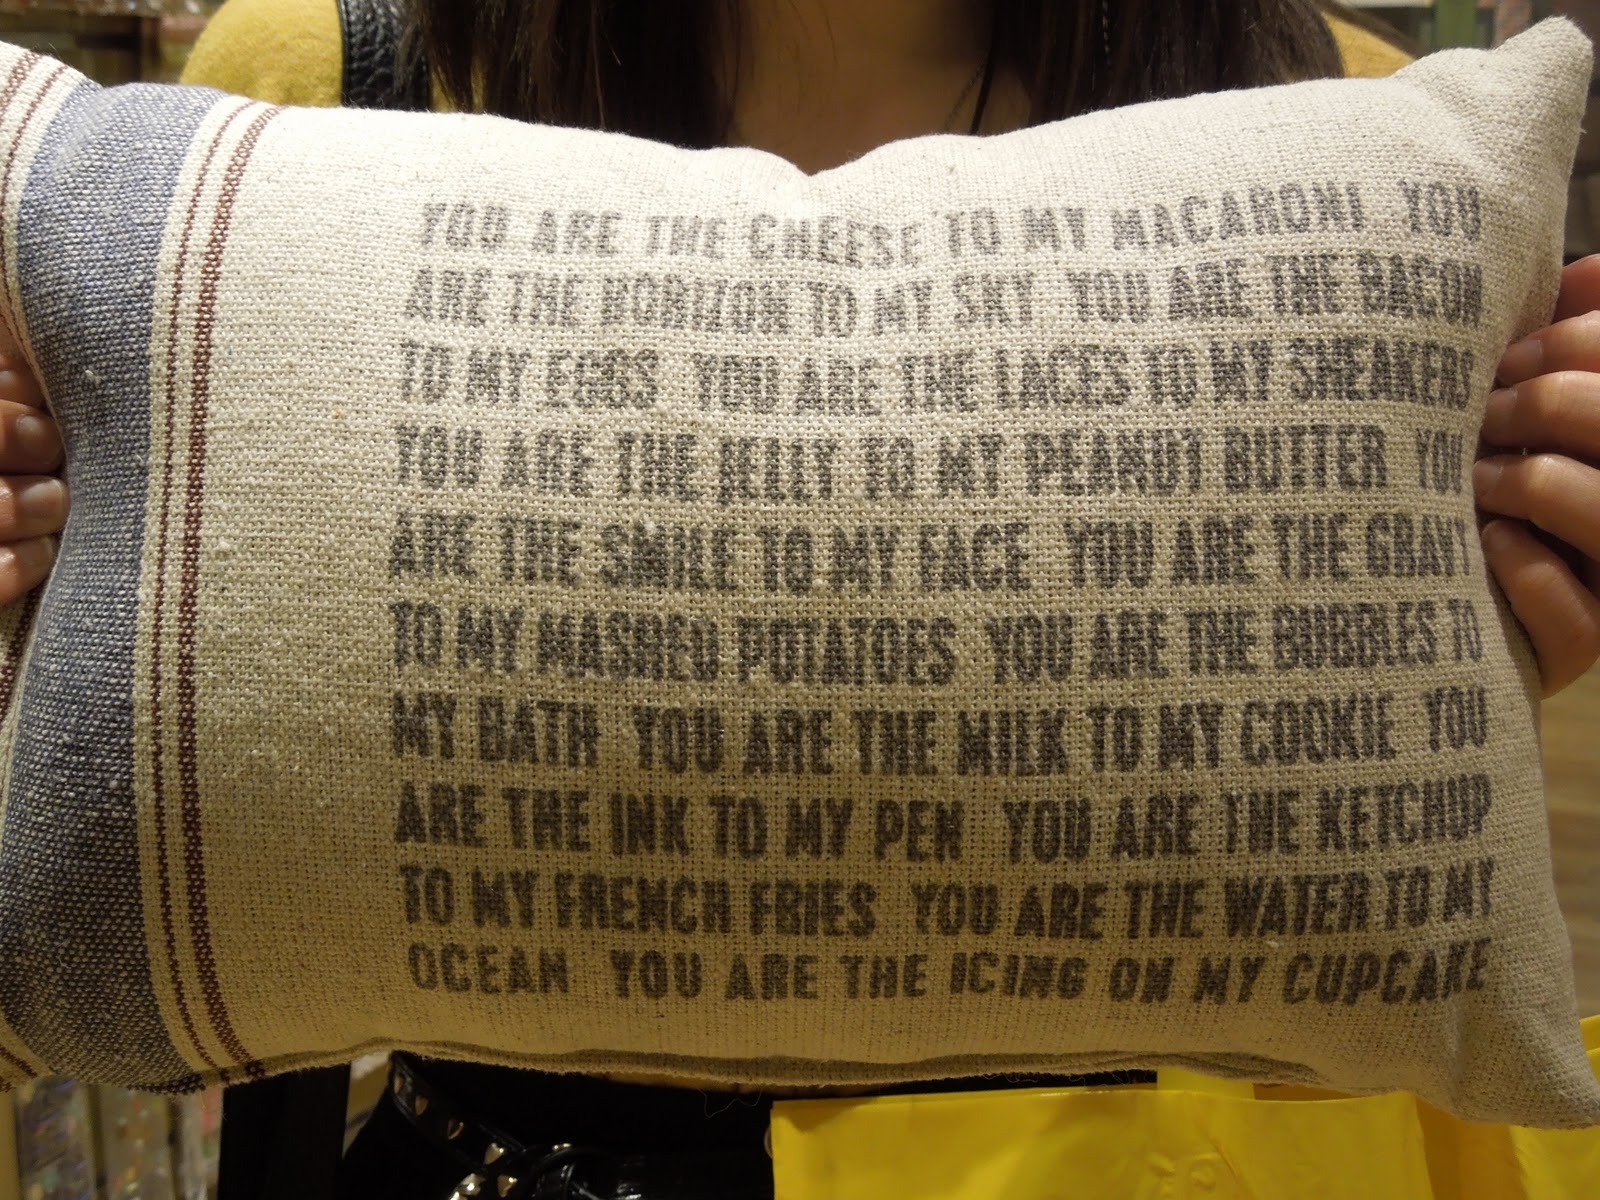 YOU ARE THE CHEESE TO MY MACARONI YOU
ARE THE HORIZON TO MY SKY YOU ARE THE BACON
TO MY EGGS YOU ARE THE LACES TO MY SNEAKERS
YOU ARE THE JELLY TO MY PEANUT BUTTER YOU
ARE THE SMILE TO MY FACE YOU ARE THE GRAVY
TO MY MASHED POTATOES YOU ARE THE BUBBLES TO
MY BATH YOU ARE THE MILK TO MY COOKIE YOU
ARE THE INK TO MY PEN YOU ARE THE KETCHUP
TO MY FRENCH FRIES YOU ARE THE WATER TO MY
OCEAN YOU ARE THE ICING ON MY CUPCAKE